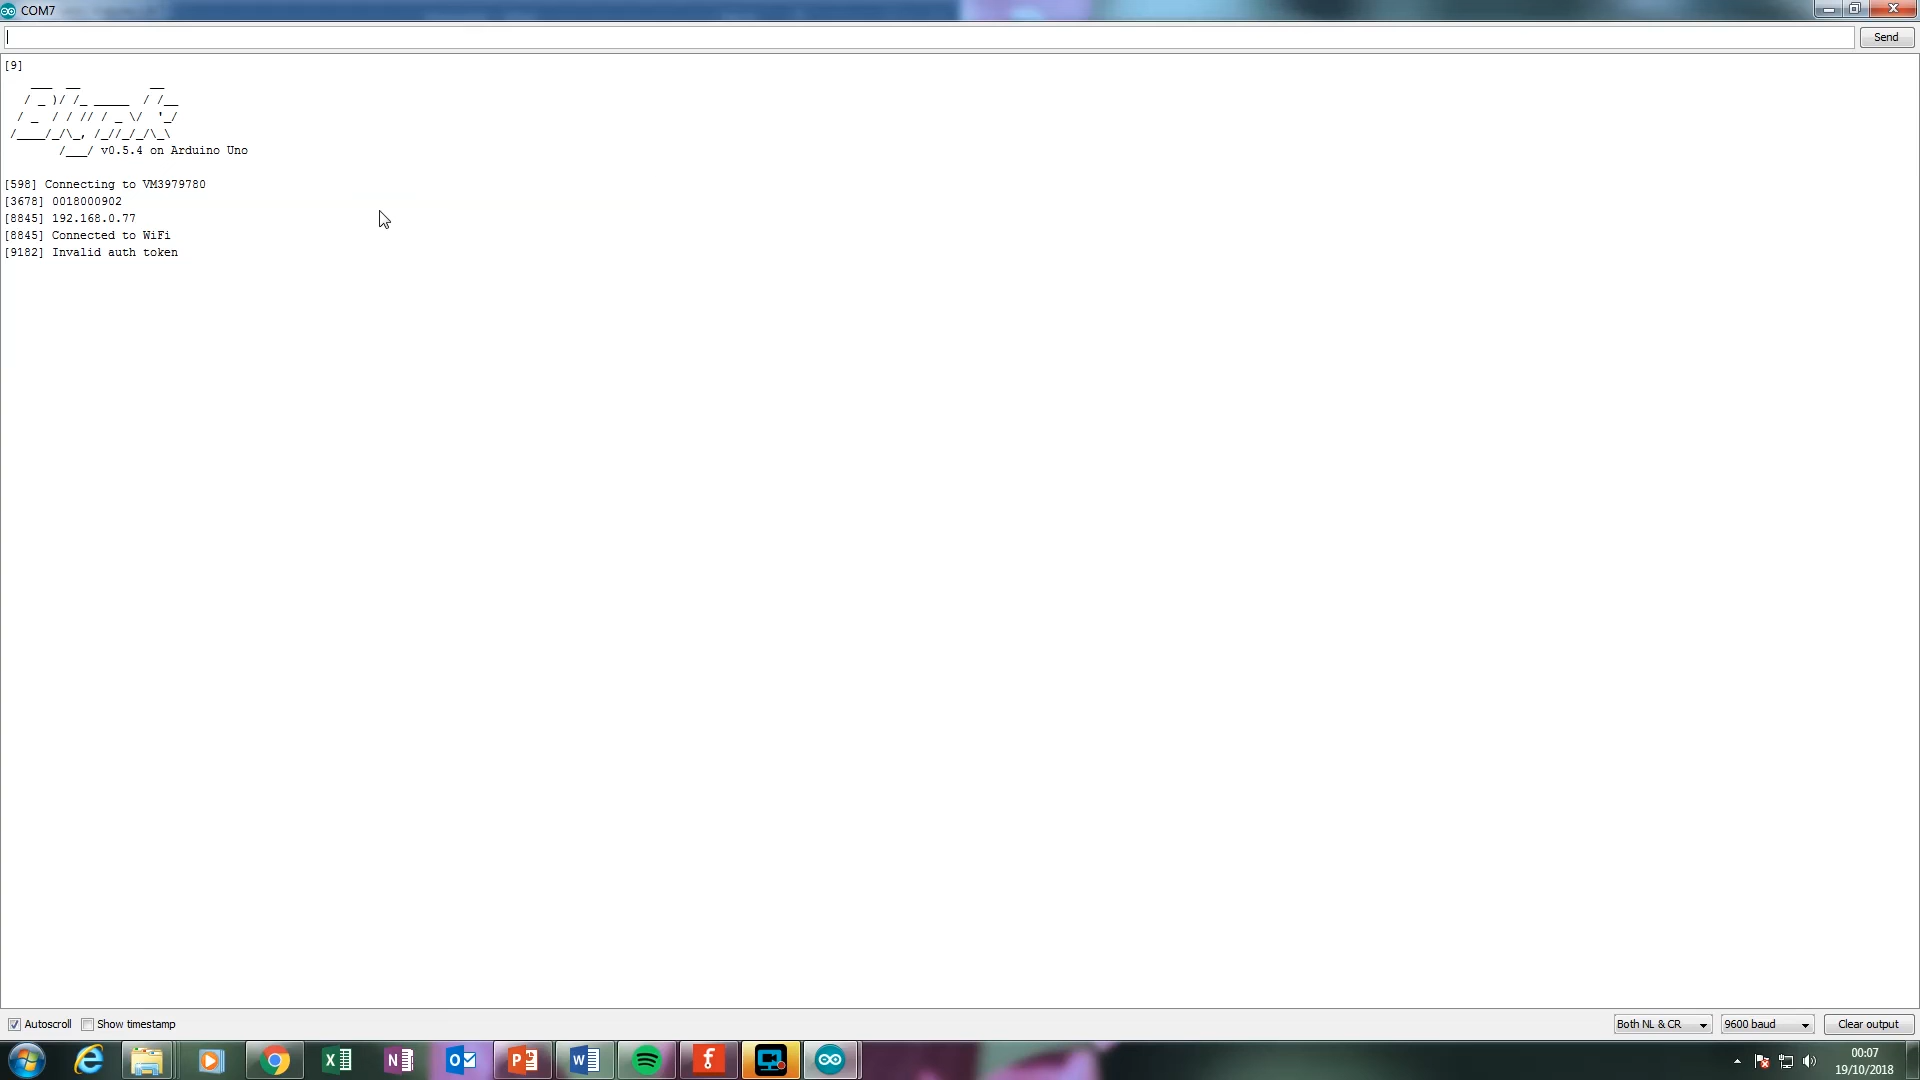 COM7
Send
[9]
    ___  __          __
   / _ )/ /_ _____  / /__
  / _  / / // / _ \/  '_/
 /____/_/\_, /_//_/_/\_\
        /___/ v0.5.4 on Arduino Uno
[598] Connecting to VM3979780
[3678] 0018000902
[8845] 192.168.0.77
[8845] Connected to WiFi
[9182] Invalid auth token
Autoscroll Show timestamp Both NL & CR 9600 baud Clear output
00:07
19/10/2018